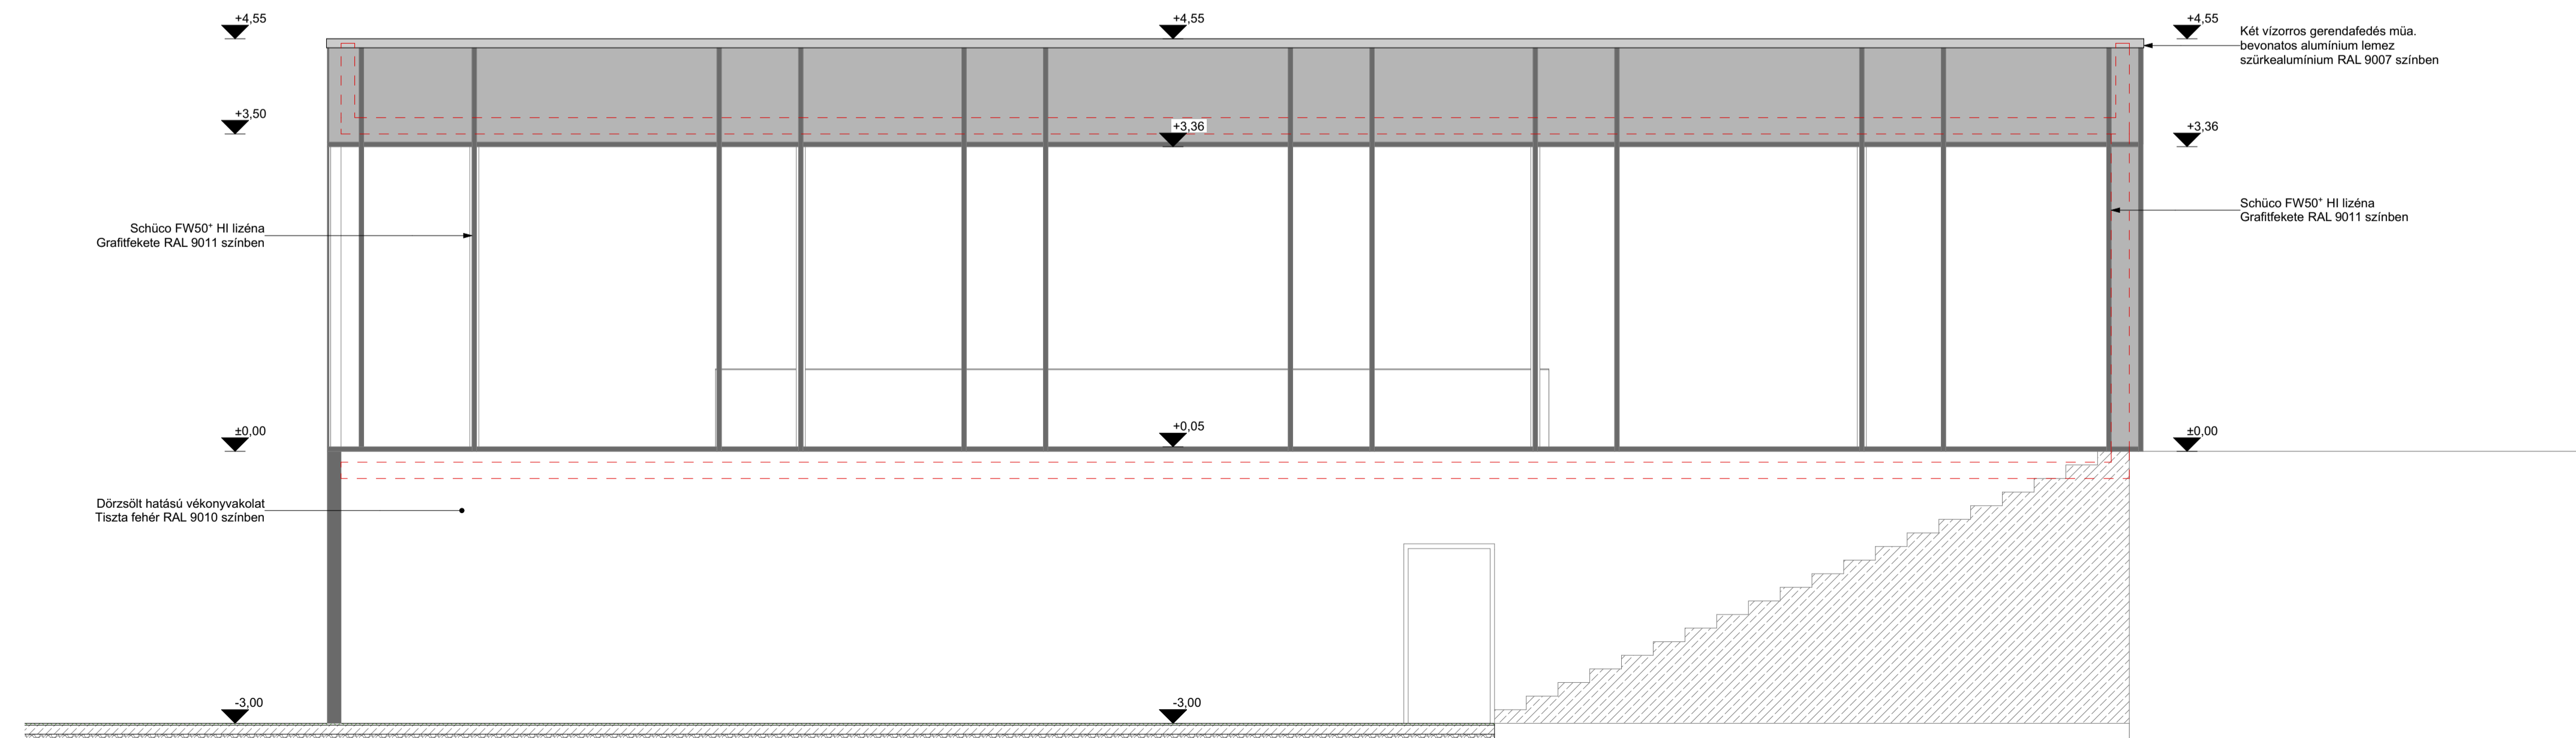 +4,55
+4,55
+4,55
Két vízorros gerendafedés müa.
bevonatos alumínium lemez
szürkealumínium RAL 9007 színben
+3,50
+3,36
+3,36
Schüco FW50⁺ HI lizéna
Grafitfekete RAL 9011 színben
Schüco FW50⁺ HI lizéna
Grafitfekete RAL 9011 színben
±0,00
+0,05
±0,00
Dörzsölt hatású vékonyvakolat
Tiszta fehér RAL 9010 színben
-3,00
-3,00